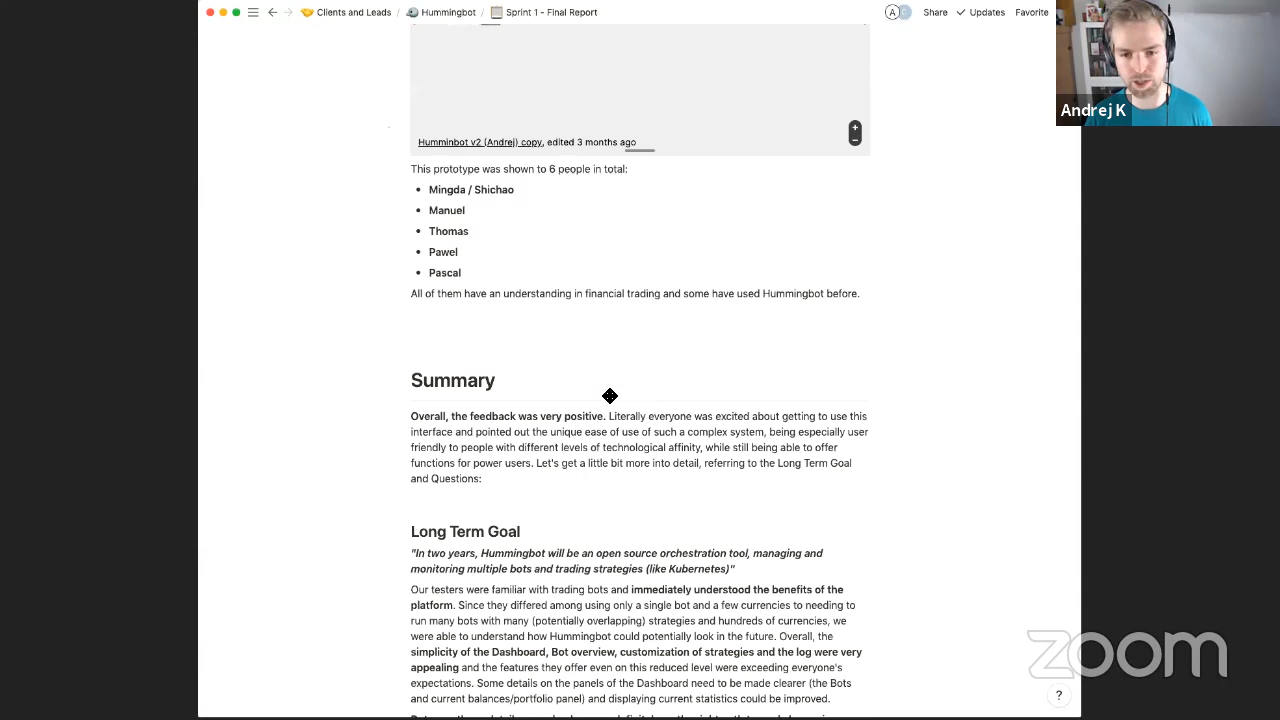 Clients and Leads / Hummingbot / Sprint 1 - Final Report
A Share Updates Favorite
Andrej K
Humminbot v2 (Andrej) copy, edited 3 months ago
This prototype was shown to 6 people in total:
• Mingda / Shichao
• Manuel
• Thomas
• Pawel
• Pascal
All of them have an understanding in financial trading and some have used Hummingbot before.
Summary
Overall, the feedback was very positive. Literally everyone was excited about getting to use this
interface and pointed out the unique ease of use of such a complex system, being especially user
friendly to people with different levels of technological affinity, while still being able to offer
functions for power users. Let's get a little bit more into detail, referring to the Long Term Goal
and Questions:
Long Term Goal
"In two years, Hummingbot will be an open source orchestration tool, managing and
monitoring multiple bots and trading strategies (like Kubernetes)"
Our testers were familiar with trading bots and immediately understood the benefits of the
platform. Since they differed among using only a single bot and a few currencies to needing to
run many bots with many (potentially overlapping) strategies and hundreds of currencies, we
were able to understand how Hummingbot could potentially look in the future. Overall, the
simplicity of the Dashboard, Bot overview, customization of strategies and the log were very
appealing and the features they offer even on this reduced level were exceeding everyone's
expectations. Some details on the panels of the Dashboard need to be made clearer (the Bots
and current balances/portfolio panel) and displaying current statistics could be improved.
zoom
?